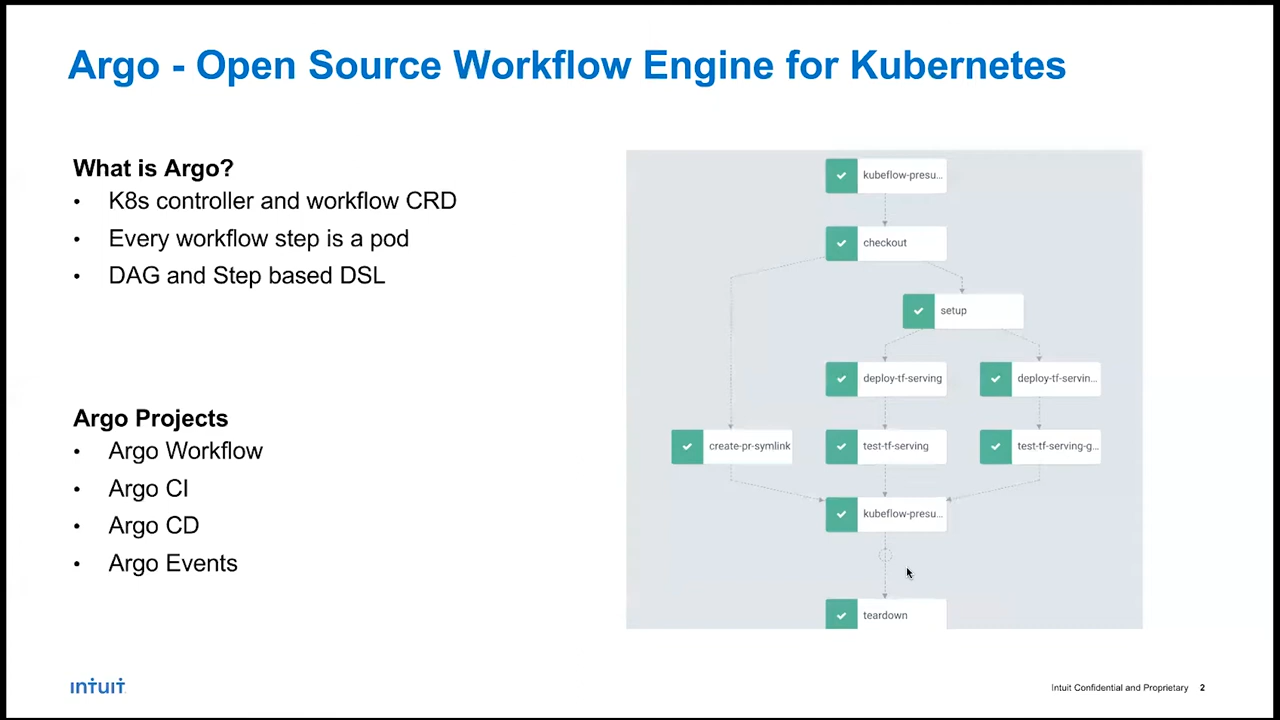 Argo - Open Source Workflow Engine for Kubernetes
What is Argo?
• K8s controller and workflow CRD
• Every workflow step is a pod
• DAG and Step based DSL
Argo Projects
• Argo Workflow
• Argo CI
• Argo CD
• Argo Events
kubeflow-presu...
checkout
setup
deploy-tf-serving
deploy-tf-servin...
create-pr-symlink
test-tf-serving
test-tf-serving-g...
kubeflow-presu...
teardown
intuit
Intuit Confidential and Proprietary 2